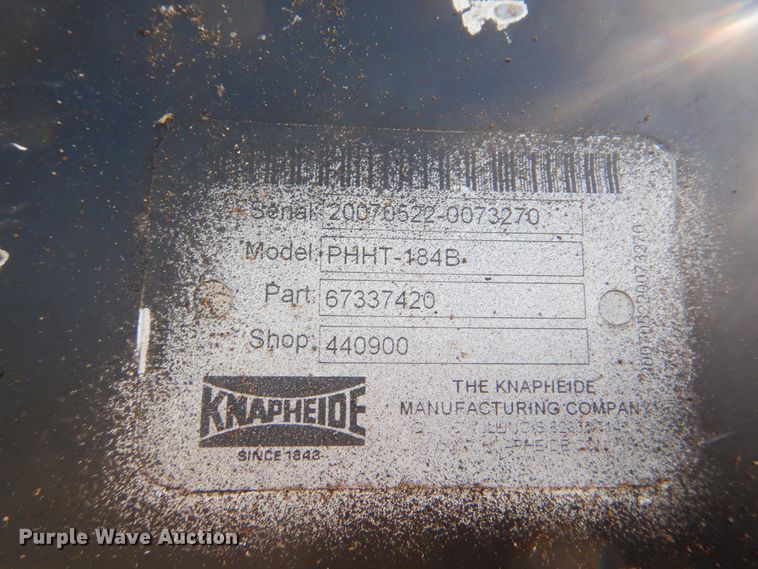 Serial: 20070522-0073270
Model: PHHT-184B
Part: 67337420
Shop: 440900
KNAPHEIDE
SINCE 1848
THE KNAPHEIDE
MANUFACTURING COMPANY
ILLINOIS
Purple Wave Auction.